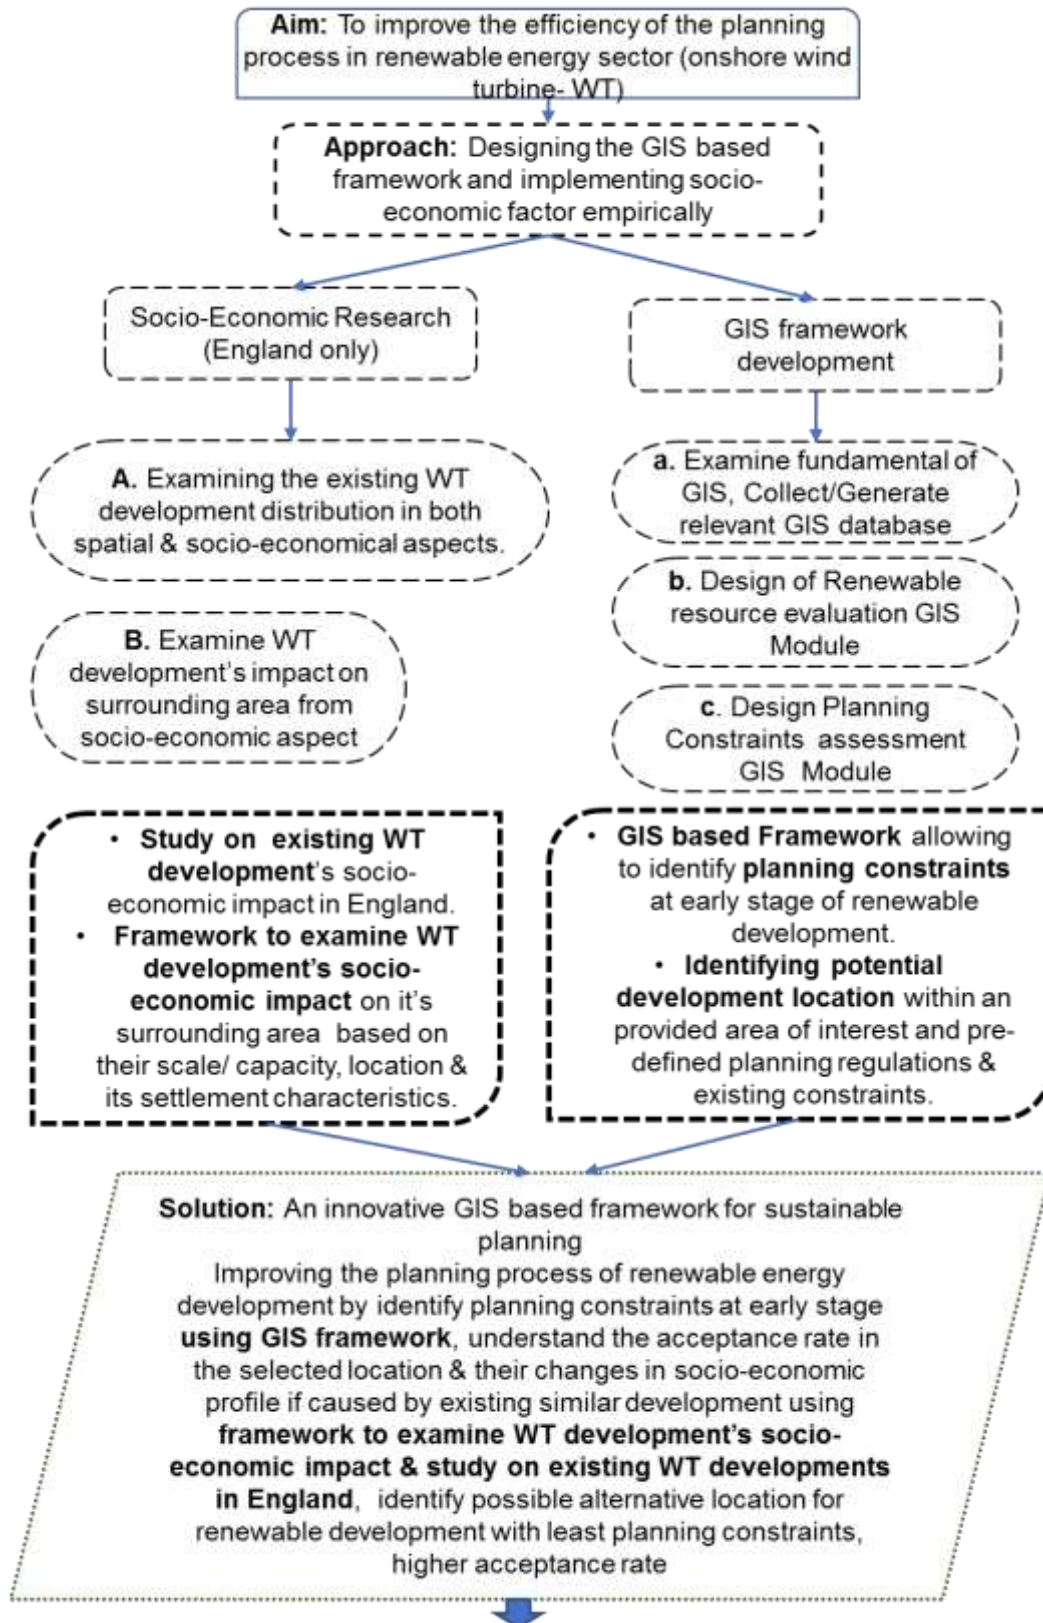 Aim: To improve the efficiency of the planning
process in renewable energy sector (onshore wind
turbine- WT)
Approach: Designing the GIS based
framework and implementing socio-
economic factor empirically
Socio-Economic Research
(England only)
GIS framework
development
A. Examining the existing WT
development distribution in both
spatial & socio-economical aspects.
B. Examine WT
development's impact on
surrounding area from
socio-economic aspect
a. Examine fundamental of
GIS, Collect/Generate
relevant GIS database
b. Design of Renewable
resource evaluation GIS
Module
c. Design Planning
Constraints assessment
GIS Module
• Study on existing WT
development's socio-
economic impact in England.
• Framework to examine WT
development's socio-
economic impact on it's
surrounding area based on
their scale/ capacity, location &
its settlement characteristics.
• GIS based Framework allowing
to identify planning constraints
at early stage of renewable
development.
• Identifying potential
development location within an
provided area of interest and pre-
defined planning regulations &
existing constraints.
Solution: An innovative GIS based framework for sustainable
planning
Improving the planning process of renewable energy
development by identify planning constraints at early stage
using GIS framework, understand the acceptance rate in
the selected location & their changes in socio-economic
profile if caused by existing similar development using
framework to examine WT development's socio-
economic impact & study on existing WT developments
in England, identify possible alternative location for
renewable development with least planning constraints,
higher acceptance rate